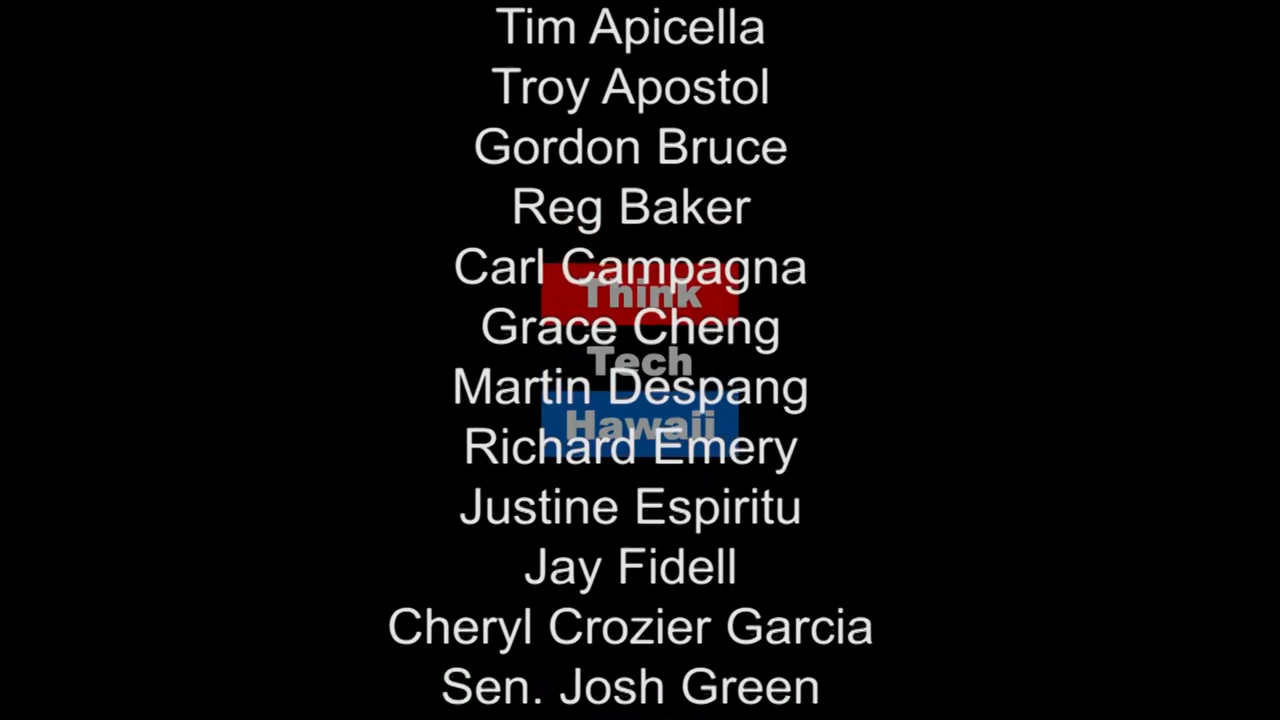 Tim Apicella
Troy Apostol
Gordon Bruce
Reg Baker
Carl Campagna
Think
Grace Cheng
Tech
Martin Despang
Hawaii
Richard Emery
Justine Espiritu
Jay Fidell
Cheryl Crozier Garcia
Sen. Josh Green